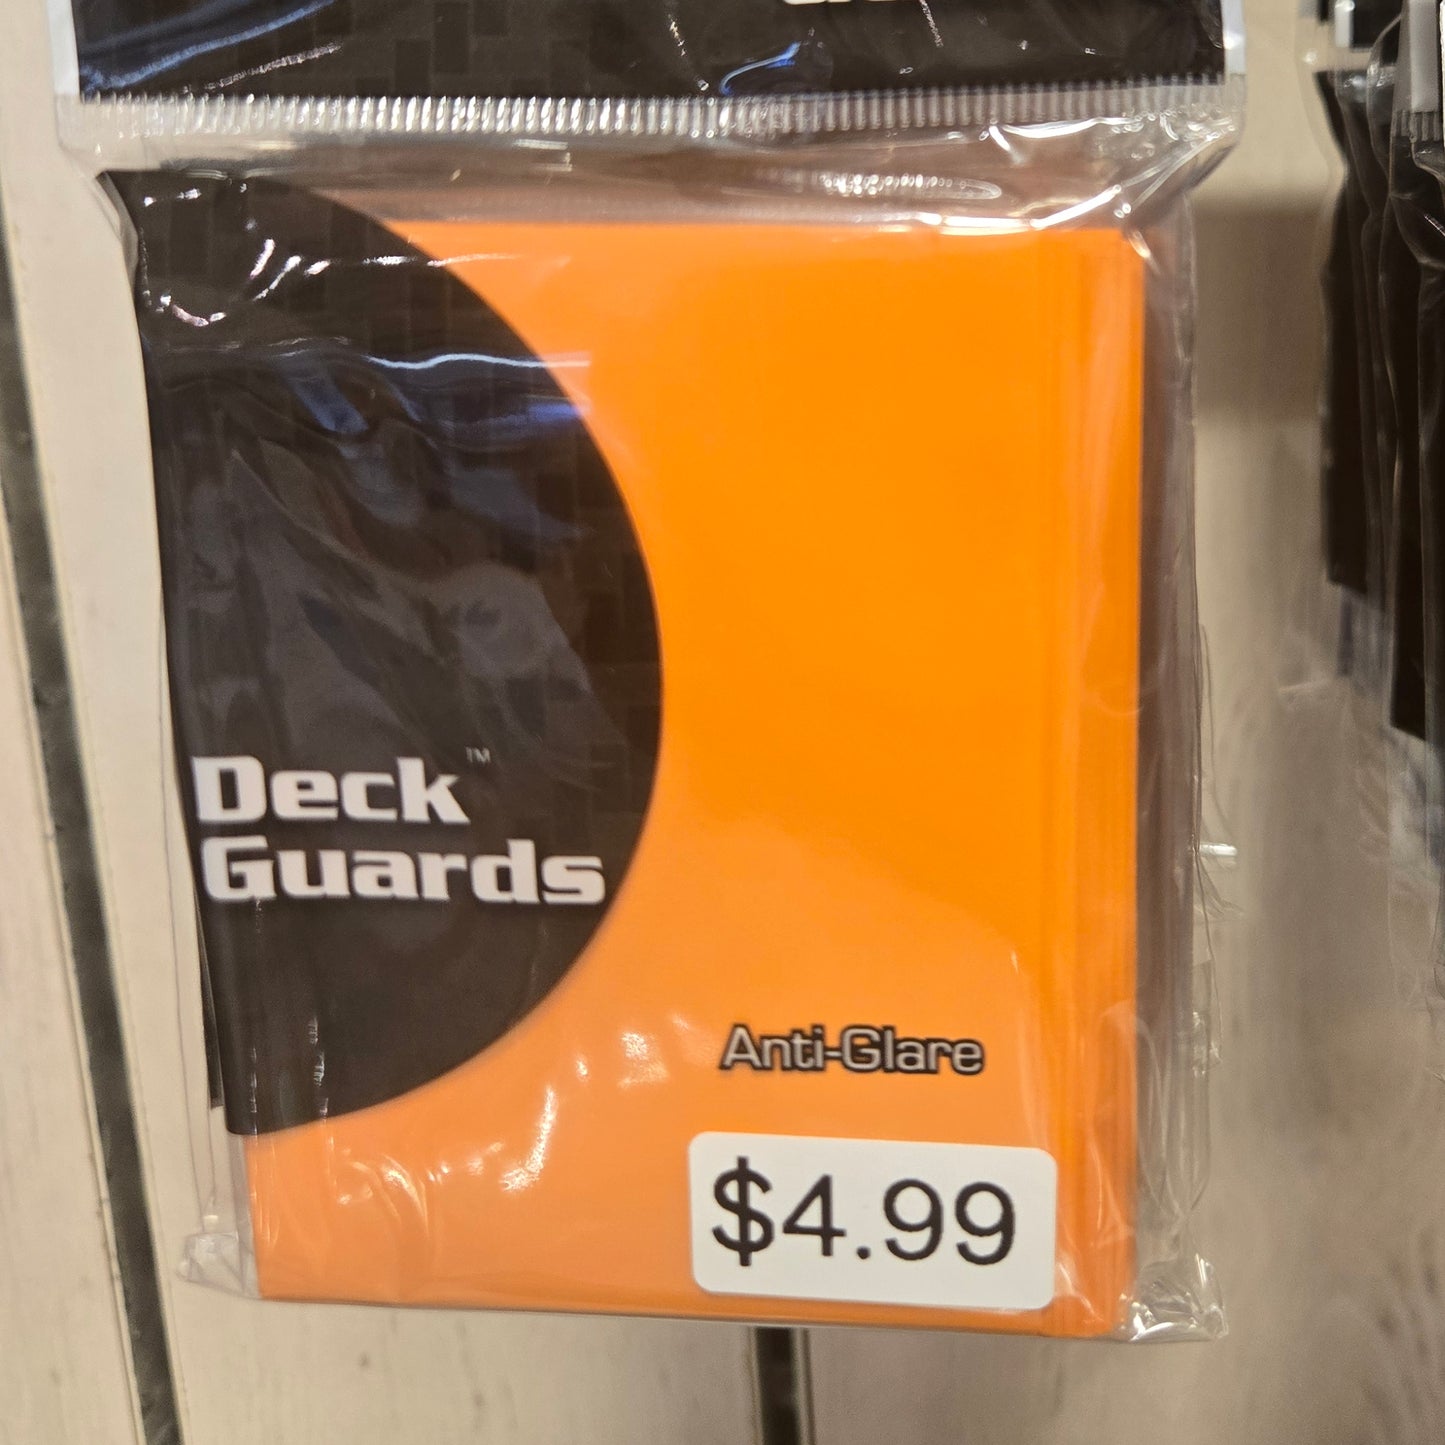 Deck™
Guards
Anti-Glare
$4.99